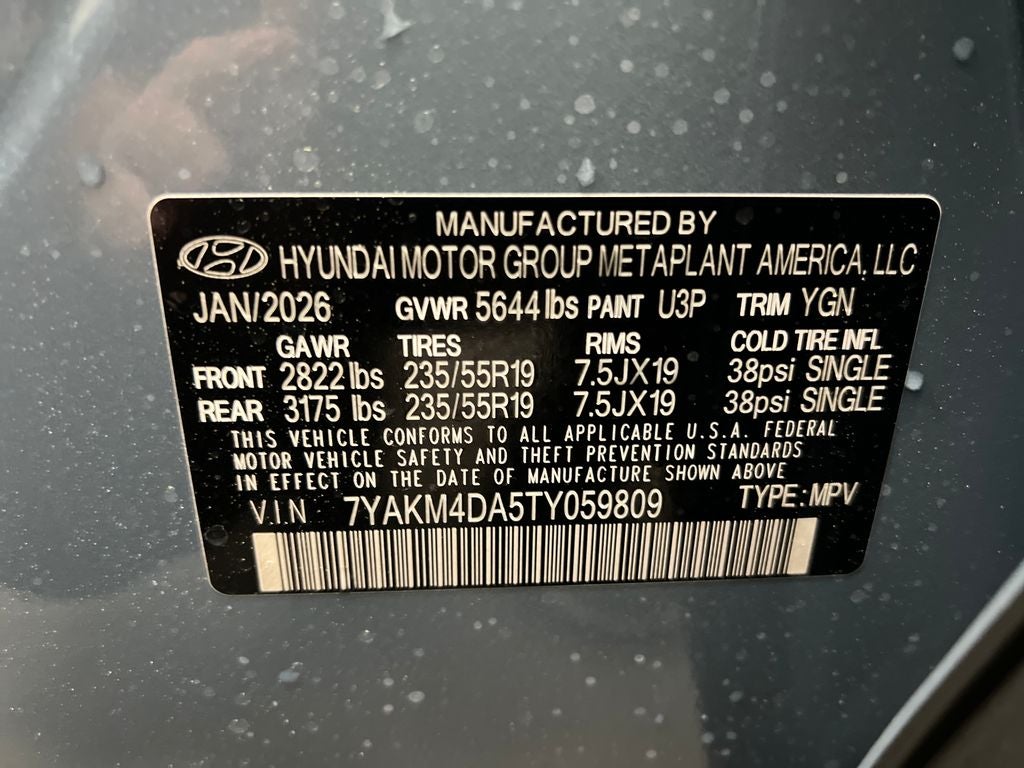 MANUFACTURED BY
HYUNDAI MOTOR GROUP METAPLANT AMERICA, LLC
JAN/2026 GVWR 5644lbs PAINT U3P TRIM YGN
GAWR TIRES RIMS COLD TIRE INFL
FRONT 2822 lbs 235/55R19 7.5JX19 38psi SINGLE
REAR 3175 lbs 235/55R19 7.5JX19 38psi SINGLE
THIS VEHICLE CONFORMS TO ALL APPLICABLE U.S.A. FEDERAL
MOTOR VEHICLE SAFETY AND THEFT PREVENTION STANDARDS
IN EFFECT ON THE DATE OF MANUFACTURE SHOWN ABOVE
V.I.N 7YAKM4DA5TY059809 TYPE: MPV